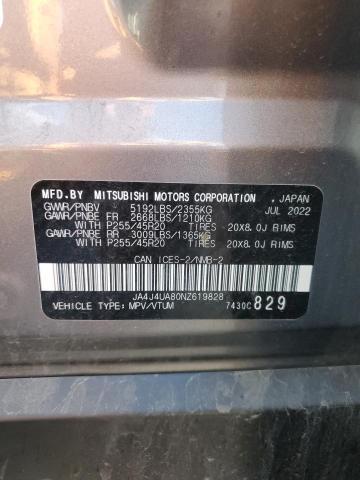 MFD.BY MITSUBISHI MOTORS CORPORATION , JAPAN
GVWR/PNBV 5192LBS/2355KG JUL 2022
GAWR/PNBE FR 2668LBS/1210KG
WITH P255/45R20 TIRES 20X8.0J RIMS
GAWR/PNBE RR 3009LBS/1365KG
WITH P255/45R20 TIRES 20X8.0J RIMS
CAN ICES-2/NMB-2
JA4J4UA80NZ619828
TYPE:MPV/VTUM 7430C 829